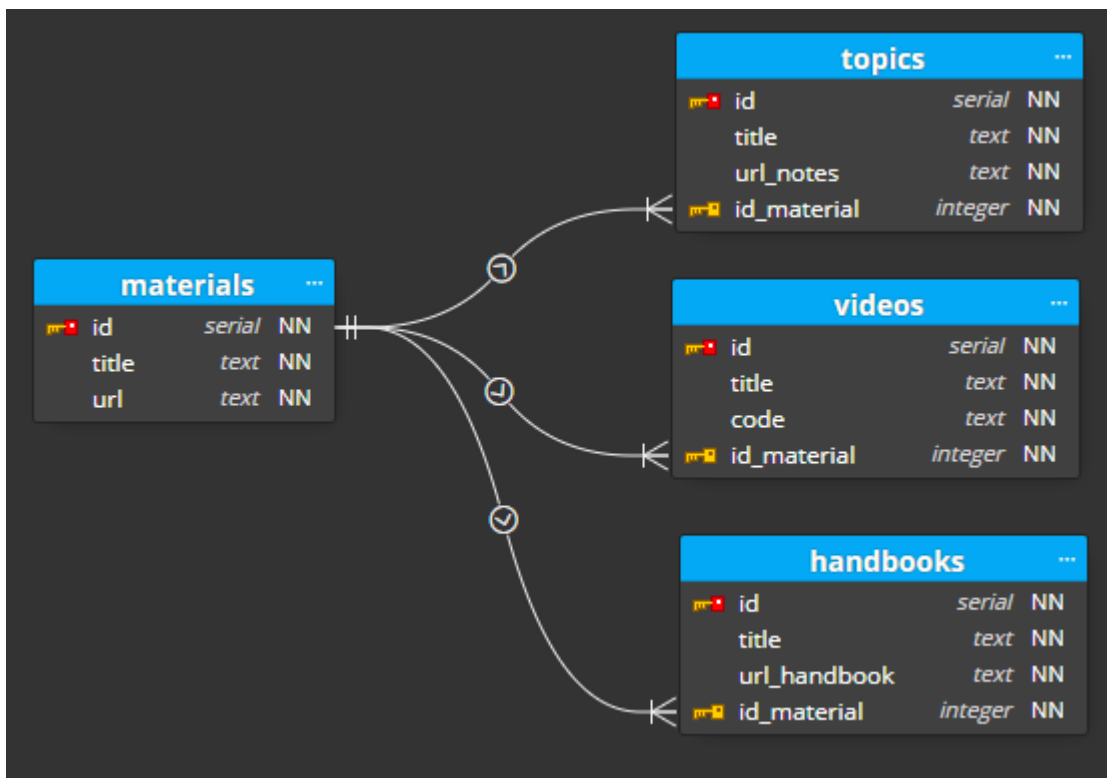 materials ...
id serial NN
title text NN
url text NN
topics ...
id serial NN
title text NN
url_notes text NN
id_material integer NN
videos ...
id serial NN
title text NN
code text NN
id_material integer NN
handbooks ...
id serial NN
title text NN
url_handbook text NN
id_material integer NN